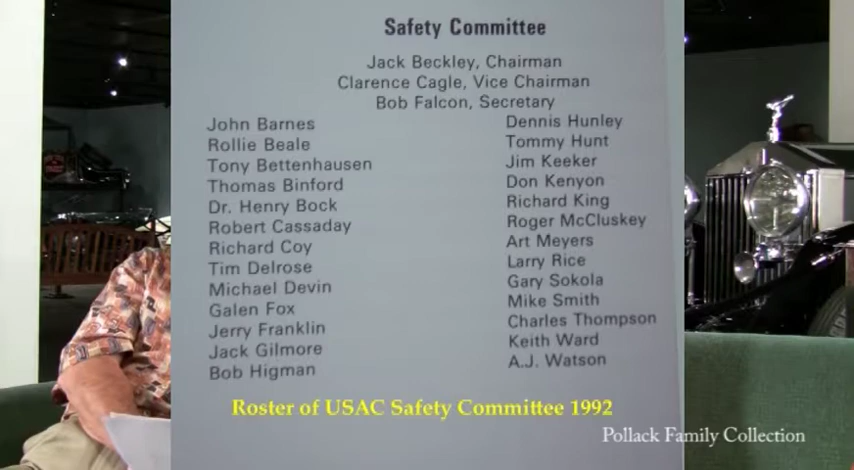 Safety Committee
Jack Beckley, Chairman
Clarence Cagle, Vice Chairman
Bob Falcon, Secretary
John Barnes
Rollie Beale
Tony Bettenhausen
Thomas Binford
Dr. Henry Bock
Robert Cassaday
Richard Coy
Tim Delrose
Michael Devin
Galen Fox
Jerry Franklin
Jack Gilmore
Bob Higman
Dennis Hunley
Tommy Hunt
Jim Keeker
Don Kenyon
Richard King
Roger McCluskey
Art Meyers
Larry Rice
Gary Sokola
Mike Smith
Charles Thompson
Keith Ward
A.J. Watson
Roster of USAC Safety Committee 1992
Pollack Family Collection